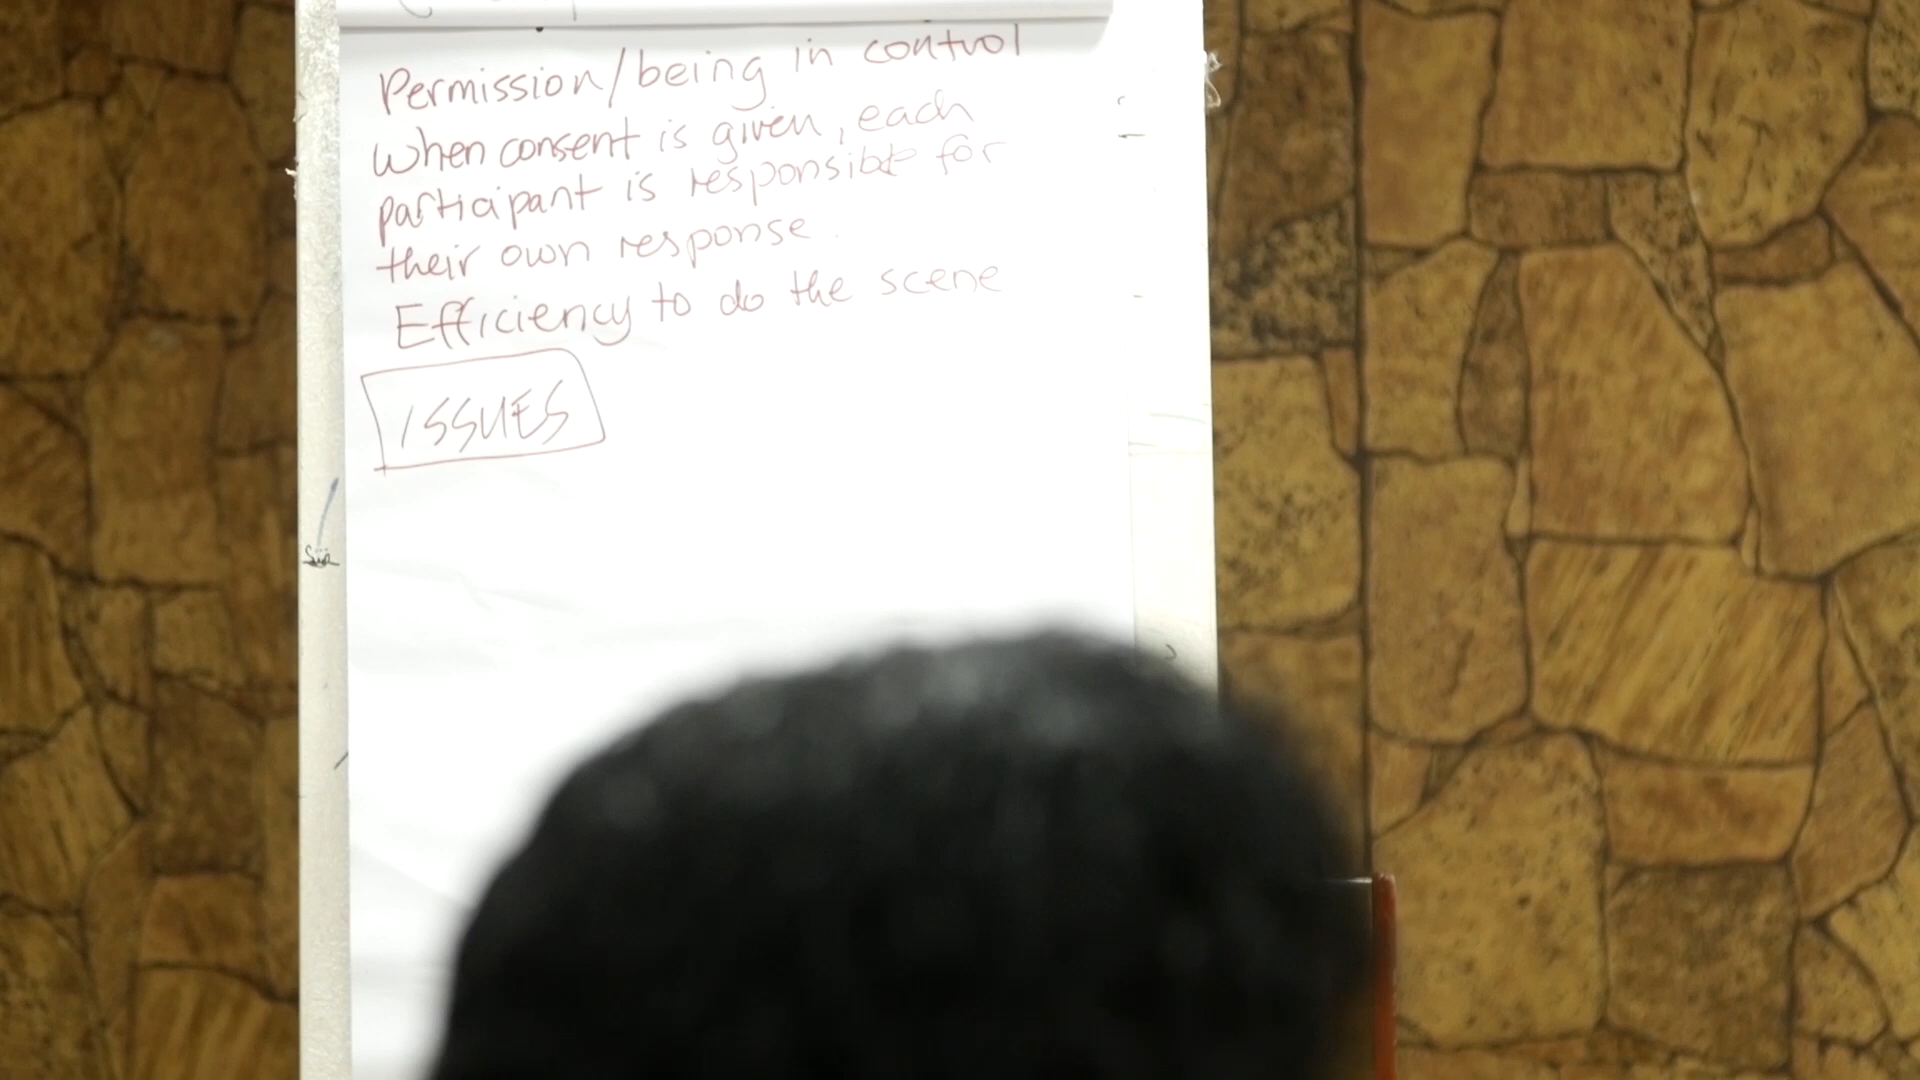 Permission/being in control
When consent is given, each
participant is responsible for
their own response.
Efficiency to do the scene
ISSUES